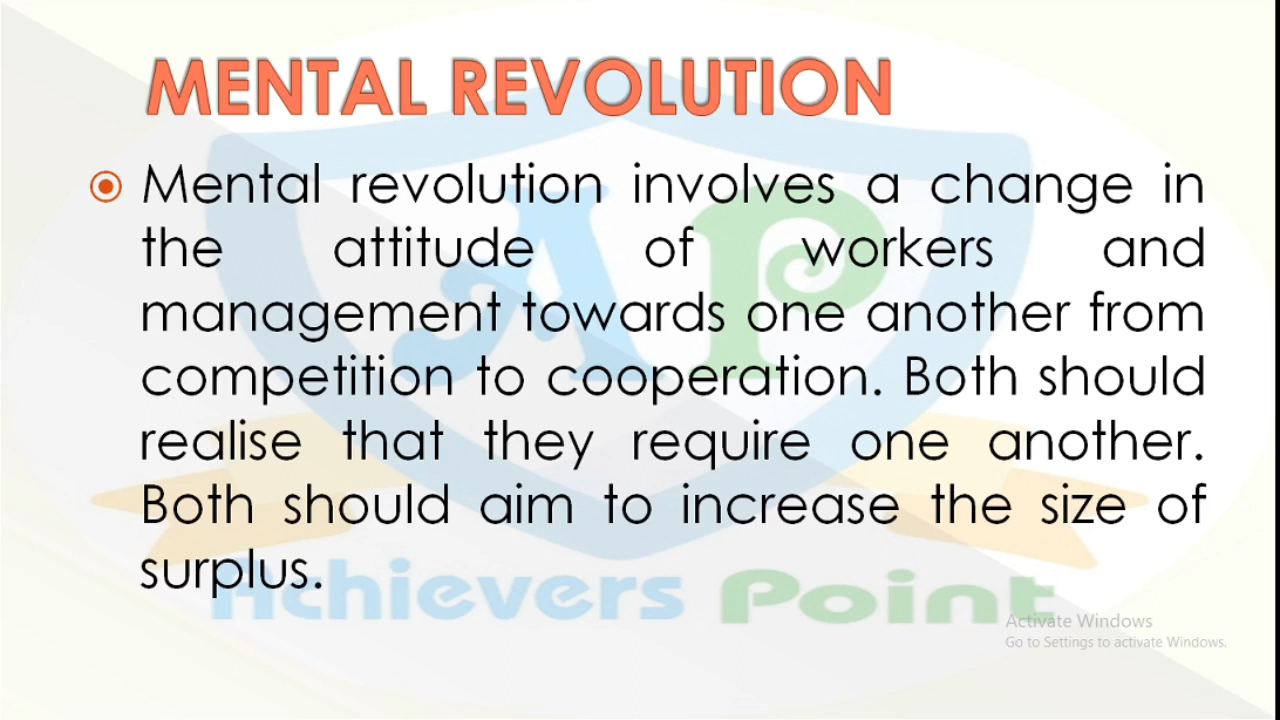 MENTAL REVOLUTION
Mental revolution involves a change in
the attitude of workers and
management towards one another from
competition to cooperation. Both should
realise that they require one another.
Both should aim to increase the size of
surplus.
AP
Achievers Point
Activate Windows
Go to Settings to activate Windows.